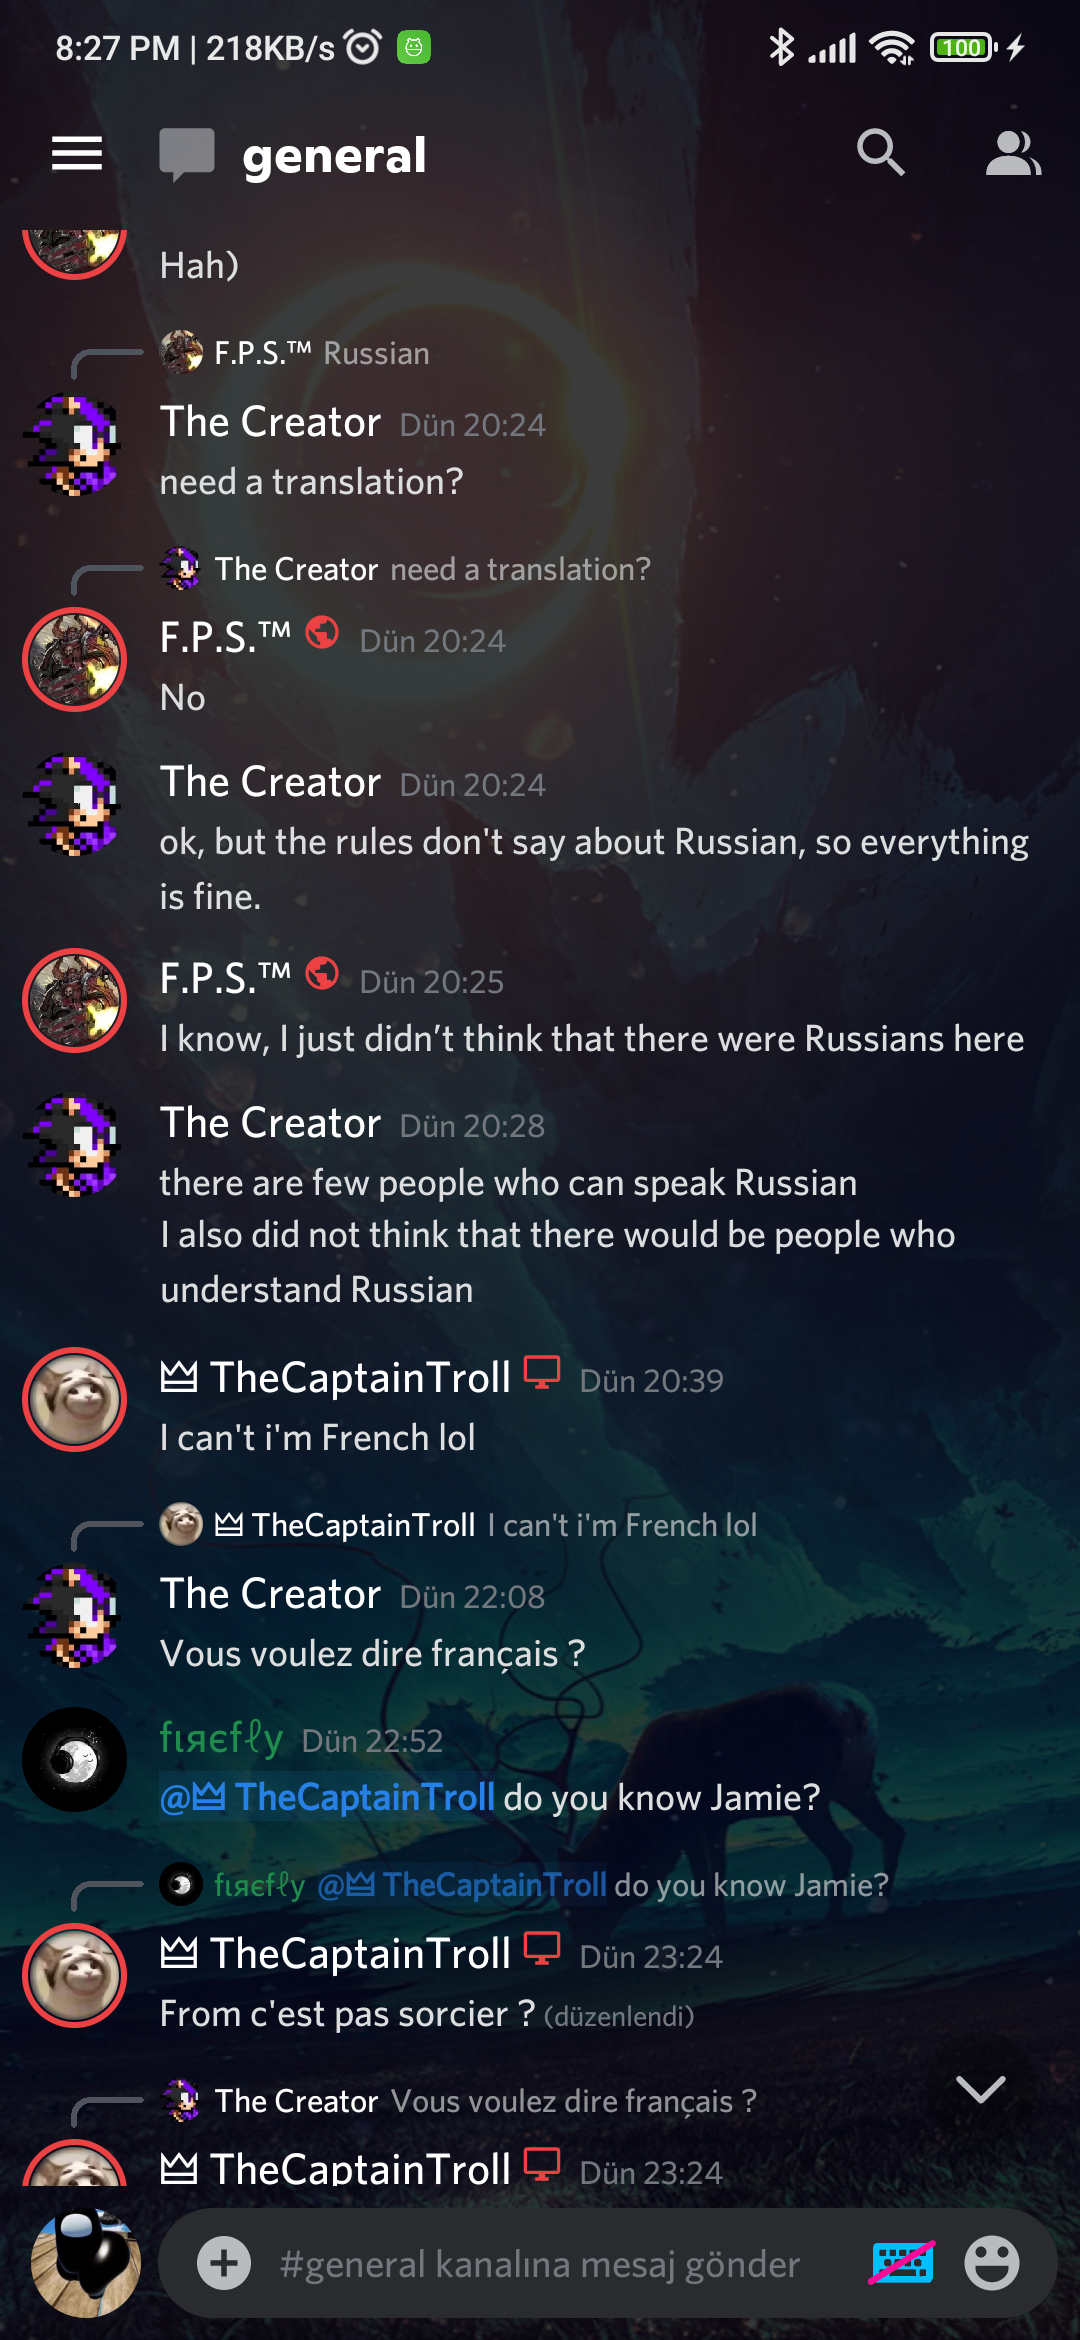 8:27 PM | 218KB/s 100
general
Hah)
F.P.S.™ Russian
The Creator Dün 20:24
need a translation?
The Creator need a translation?
F.P.S.™ Dün 20:24
No
The Creator Dün 20:24
ok, but the rules don't say about Russian, so everything
is fine.
F.P.S.™ Dün 20:25
I know, I just didn’t think that there were Russians here
The Creator Dün 20:28
there are few people who can speak Russian
I also did not think that there would be people who
understand Russian
TheCaptainTroll Dün 20:39
I can't i'm French lol
TheCaptainTroll I can't i'm French lol
The Creator Dün 22:08
Vous voulez dire français ?
fιяєfℓy Dün 22:52
@👑 TheCaptainTroll do you know Jamie?
fιяєfℓy @👑 TheCaptainTroll do you know Jamie?
TheCaptainTroll Dün 23:24
From c'est pas sorcier ? (düzenlendi)
The Creator Vous voulez dire français ?
TheCaptainTroll Dün 23:24
#general kanalına mesaj gönder